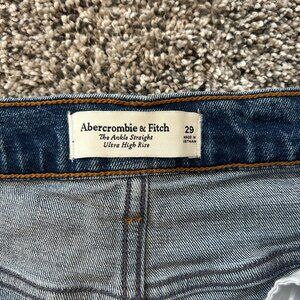 Abercrombie & Fitch
The Ankle Straight
Ultra High Rise
29
MADE IN
VIETNAM